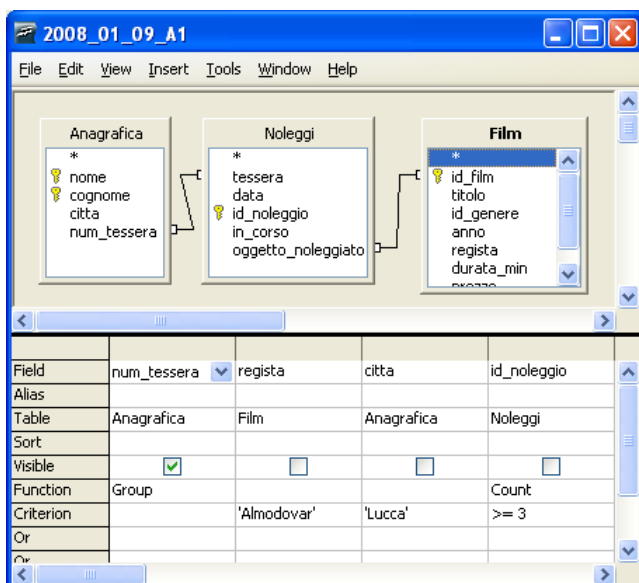 2008_01_09_A1
File Edit View Insert Tools Window Help
Anagrafica
*
nome
cognome
citta
num_tessera
Noleggi
*
tessera
data
id_noleggio
in_corso
oggetto_noleggiato
Film
*
id_film
titolo
id_genere
anno
regista
durata_min
prezzo
Field num_tessera regista citta id_noleggio
Alias
Table Anagrafica Film Anagrafica Noleggi
Sort
Visible
Function Group Count
Criterion 'Almodovar' 'Lucca' >= 3
Or
Or